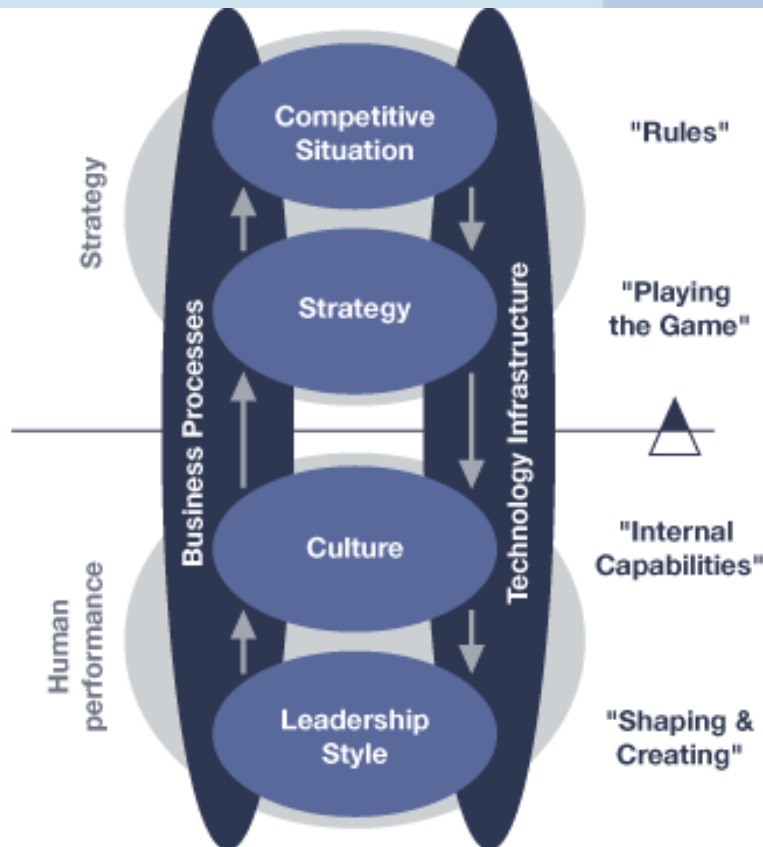 Competitive
Situation
"Rules"
Strategy
Strategy
"Playing
the Game"
Business Processes
Technology Infrastructure
Culture
"Internal
Capabilities"
Human
performance
Leadership
Style
"Shaping &
Creating"